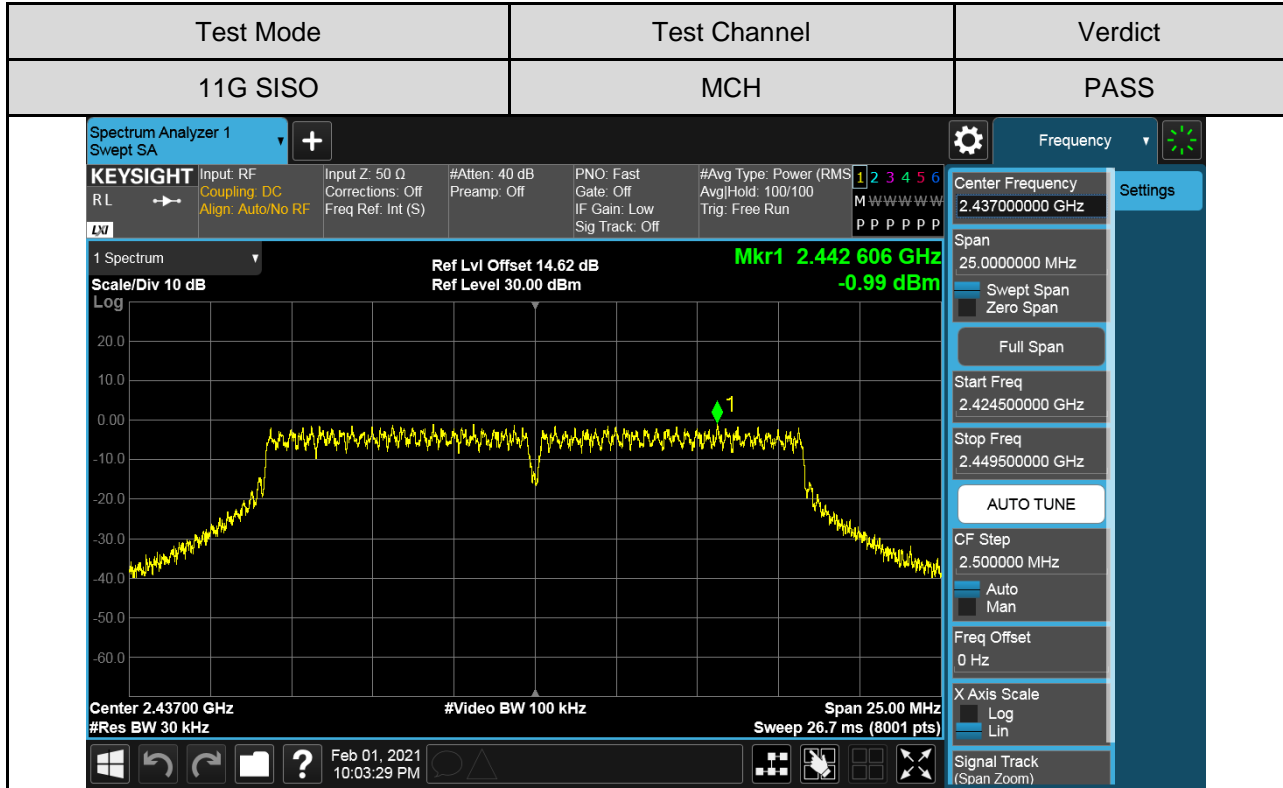 Test Mode Test Channel Verdict
11G SISO MCH PASS
Spectrum Analyzer 1
Swept SA
+
Frequency
KEYSIGHT
R L
LXI
Input: RF
Coupling: DC
Align: Auto/No RF
Input Z: 50 Ω
Corrections: Off
Freq Ref: Int (S)
#Atten: 40 dB
Preamp: Off
PNO: Fast
Gate: Off
IF Gain: Low
Sig Track: Off
#Avg Type: Power (RMS
Avg|Hold: 100/100
Trig: Free Run
1 2 3 4 5 6
M W W W W W
P P P P P P
1 Spectrum
Scale/Div 10 dB
Ref Lvl Offset 14.62 dB
Ref Level 30.00 dBm
Mkr1 2.442 606 GHz
-0.99 dBm
Log
20.0
10.0
0.00
-10.0
-20.0
-30.0
-40.0
-50.0
-60.0
1
Center 2.43700 GHz
#Res BW 30 kHz
#Video BW 100 kHz
Span 25.00 MHz
Sweep 26.7 ms (8001 pts)
Center Frequency
2.437000000 GHz
Settings
Span
25.0000000 MHz
Swept Span
Zero Span
Full Span
Start Freq
2.424500000 GHz
Stop Freq
2.449500000 GHz
AUTO TUNE
CF Step
2.500000 MHz
Auto
Man
Freq Offset
0 Hz
X Axis Scale
Log
Lin
Signal Track
(Span Zoom)
?
Feb 01, 2021
10:03:29 PM